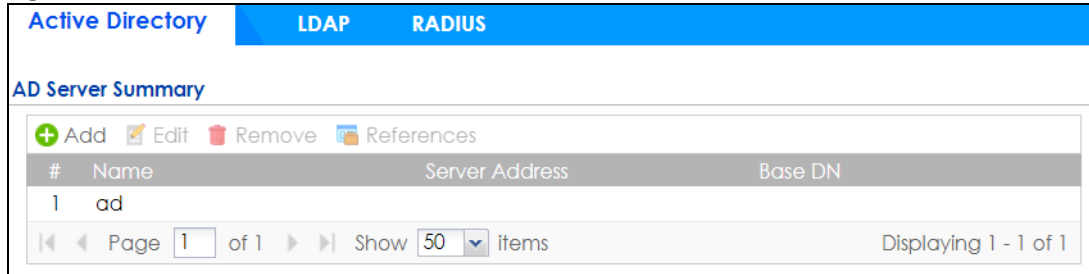 Active Directory LDAP RADIUS
AD Server Summary
Add Edit Remove References
# Name Server Address Base DN
1 ad
Page 1 of 1 Show 50 items Displaying 1 - 1 of 1